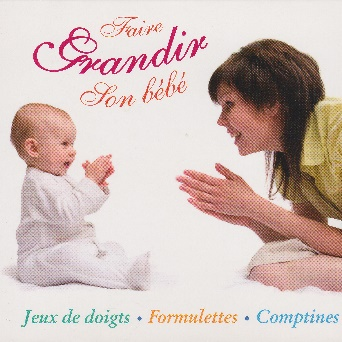 Faire
Grandir
Son bébé
Jeux de doigts • Formulettes • Comptines